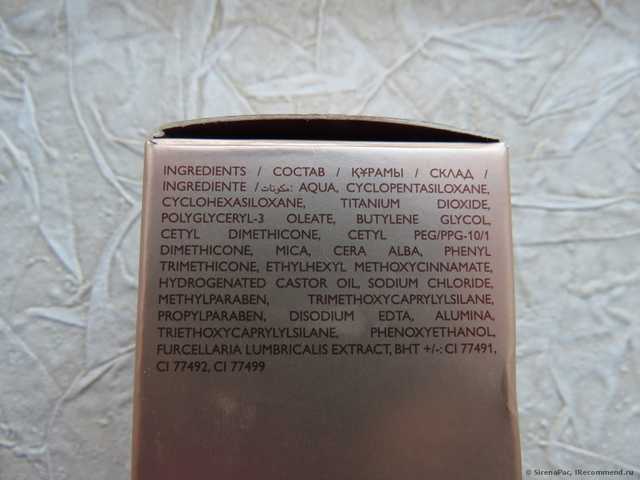 INGREDIENTS / СОСТАВ / ҚҰРАМЫ / СКЛАД /
INGREDIENTE / مكونات: AQUA, CYCLOPENTASILOXANE,
CYCLOHEXASILOXANE, TITANIUM DIOXIDE,
POLYGLYCERYL-3 OLEATE, BUTYLENE GLYCOL,
CETYL DIMETHICONE, CETYL PEG/PPG-10/1
DIMETHICONE, MICA, CERA ALBA, PHENYL
TRIMETHICONE, ETHYLHEXYL METHOXYCINNAMATE,
HYDROGENATED CASTOR OIL, SODIUM CHLORIDE,
METHYLPARABEN, TRIMETHOXYCAPRYLYLSILANE,
PROPYLPARABEN, DISODIUM EDTA, ALUMINA,
TRIETHOXYCAPRYLYLSILANE, PHENOXYETHANOL,
FURCELLARIA LUMBRICALIS EXTRACT, BHT +/-: CI 77491,
CI 77492, CI 77499
© SirenaPac, IRecommend.ru